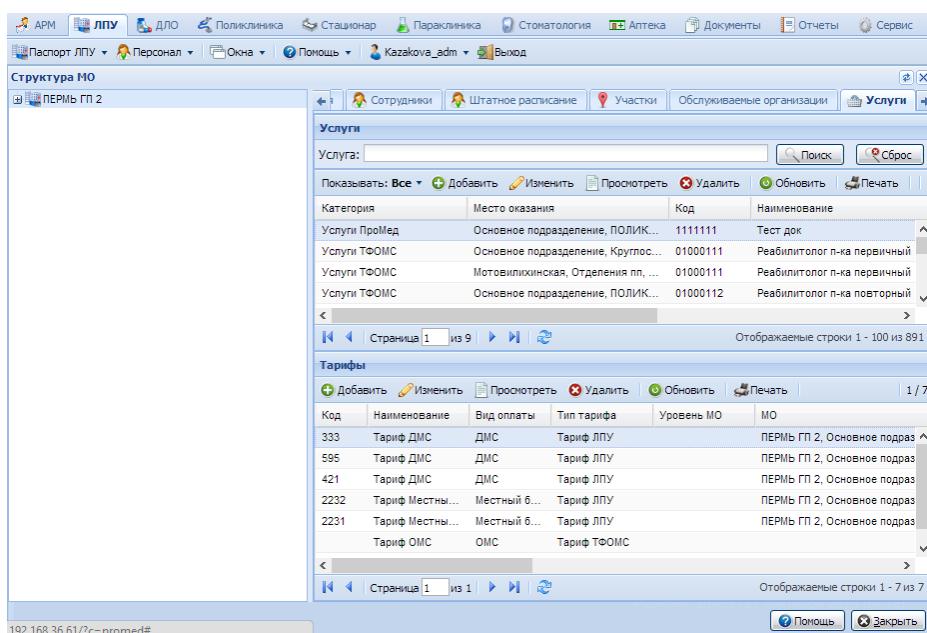 АРМ ЛПУ ДЛО Поликлиника Стационар Параклиника Стоматология Аптека Документы Отчеты Сервис
Паспорт ЛПУ Персонал Окна Помощь Kazakova_adm Выход
Структура МО
ПЕРМЬ ГП 2
Сотрудники Штатное расписание Участки Обслуживаемые организации Услуги
Услуги
Услуга: Поиск Сброс
Показывать: Все Добавить Изменить Просмотреть Удалить Обновить Печать
Категория Место оказания Код Наименование
Услуги ПроМед Основное подразделение, ПОЛИК... 1111111 Тест док
Услуги ТФОМС Основное подразделение, Круглос... 01000111 Реабилитолог п-ка первичный
Услуги ТФОМС Мотовилихинская, Отделения пп, ... 01000111 Реабилитолог п-ка первичный
Услуги ТФОМС Основное подразделение, ПОЛИК... 01000112 Реабилитолог п-ка повторный
Страница 1 из 9 Отображаемые строки 1 - 100 из 891
Тарифы
Добавить Изменить Просмотреть Удалить Обновить Печать 1 / 7
Код Наименование Вид оплаты Тип тарифа Уровень МО МО
333 Тариф ДМС ДМС Тариф ЛПУ ПЕРМЬ ГП 2, Основное подраз
595 Тариф ДМС ДМС Тариф ЛПУ ПЕРМЬ ГП 2, Основное подраз
421 Тариф ДМС ДМС Тариф ЛПУ ПЕРМЬ ГП 2, Основное подраз
2232 Тариф Местны... Местный б... Тариф ЛПУ ПЕРМЬ ГП 2, Основное подраз
2231 Тариф Местны... Местный б... Тариф ЛПУ ПЕРМЬ ГП 2, Основное подраз
Тариф ОМС ОМС Тариф ТФОМС
Страница 1 из 1 Отображаемые строки 1 - 7 из 7
Помощь Закрыть
192.168.36.61/?c=promed#